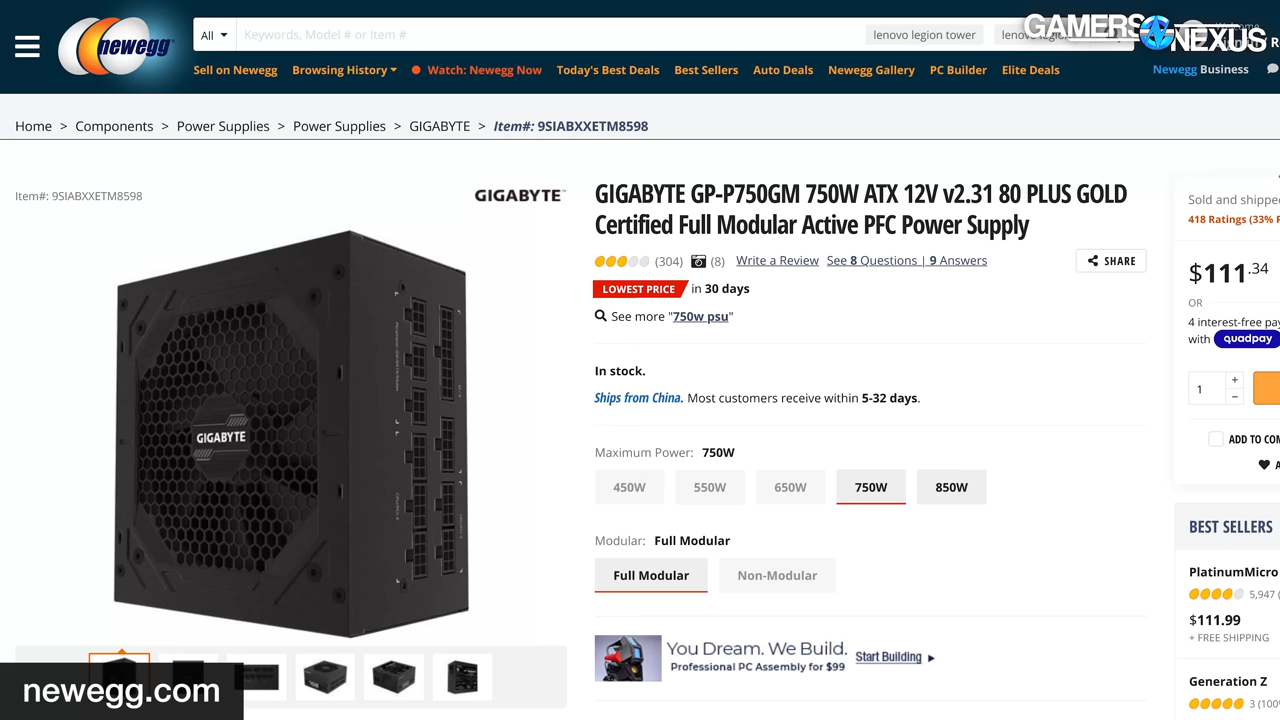 newegg
All
Keywords, Model # or Item #
lenovo legion tower
GAMERS NEXUS
Sell on Newegg
Browsing History
Watch: Newegg Now
Today's Best Deals
Best Sellers
Auto Deals
Newegg Gallery
PC Builder
Elite Deals
Newegg Business
Home > Components > Power Supplies > Power Supplies > GIGABYTE > Item#: 9SIABXXETM8598
Item#: 9SIABXXETM8598
GIGABYTE™
GIGABYTE
GIGABYTE GP-P750GM 750W ATX 12V v2.31 80 PLUS GOLD
Certified Full Modular Active PFC Power Supply
(304) (8) Write a Review See 8 Questions | 9 Answers
SHARE
LOWEST PRICE in 30 days
See more "750w psu"
In stock.
Ships from China. Most customers receive within 5-32 days.
Maximum Power: 750W
450W 550W 650W 750W 850W
Modular: Full Modular
Full Modular Non-Modular
You Dream. We Build.
Professional PC Assembly for $99
Start Building
Sold and shipped
418 Ratings (33% P
$111.34
OR
4 interest-free pay
with quadpay
1
+
−
ADD TO COM
A
BEST SELLERS
PlatinumMicro
5,947 (
$111.99
+ FREE SHIPPING
Generation Z
3 (100%
newegg.com